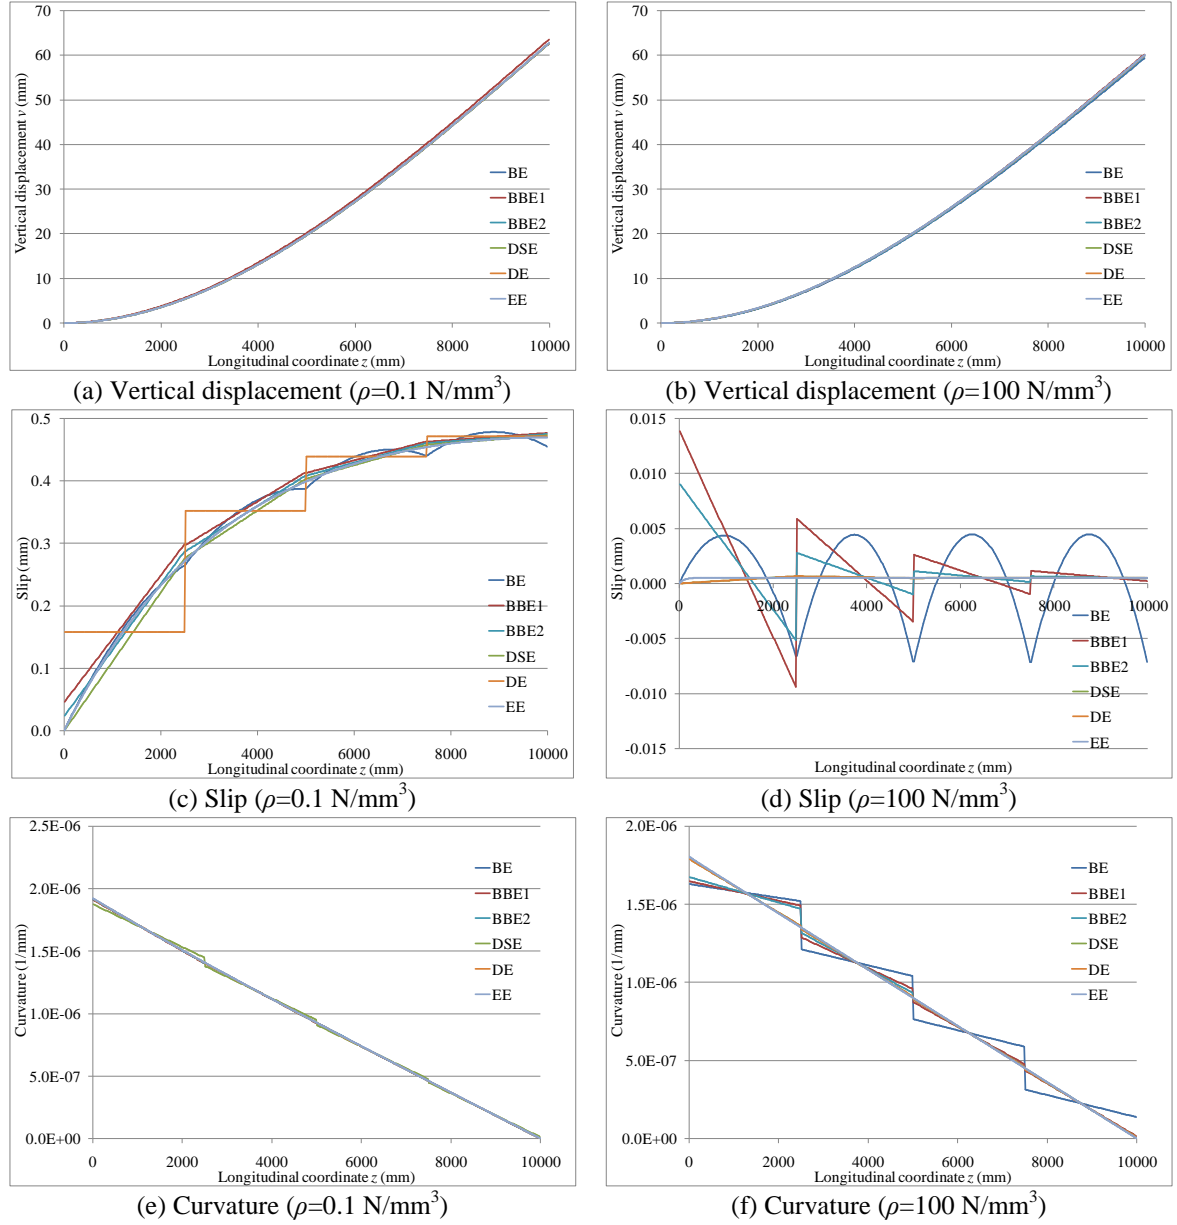 70
60
50
40
30
20
10
0
Vertical displacement v (mm)
BE
BBE1
BBE2
DSE
DE
EE
0 2000 4000 6000 8000 10000
Longitudinal coordinate z (mm)
(a) Vertical displacement (ρ=0.1 N/mm³)
70
60
50
40
30
20
10
0
Vertical displacement v (mm)
BE
BBE1
BBE2
DSE
DE
EE
0 2000 4000 6000 8000 10000
Longitudinal coordinate z (mm)
(b) Vertical displacement (ρ=100 N/mm³)
0.5
0.4
0.3
0.2
0.1
0.0
Slip (mm)
BE
BBE1
BBE2
DSE
DE
EE
0 2000 4000 6000 8000 10000
Longitudinal coordinate z (mm)
(c) Slip (ρ=0.1 N/mm³)
0.015
0.010
0.005
0.000
-0.005
-0.010
-0.015
Slip (mm)
0 2000 4000 6000 8000 10000
BE
BBE1
BBE2
DSE
DE
EE
Longitudinal coordinate z (mm)
(d) Slip (ρ=100 N/mm³)
2.5E-06
2.0E-06
1.5E-06
1.0E-06
5.0E-07
0.0E+00
Curvature (1/mm)
BE
BBE1
BBE2
DSE
DE
EE
0 2000 4000 6000 8000 10000
Longitudinal coordinate z (mm)
(e) Curvature (ρ=0.1 N/mm³)
2.0E-06
1.5E-06
1.0E-06
5.0E-07
0.0E+00
Curvature (1/mm)
BE
BBE1
BBE2
DSE
DE
EE
0 2000 4000 6000 8000 10000
Longitudinal coordinate z (mm)
(f) Curvature (ρ=100 N/mm³)